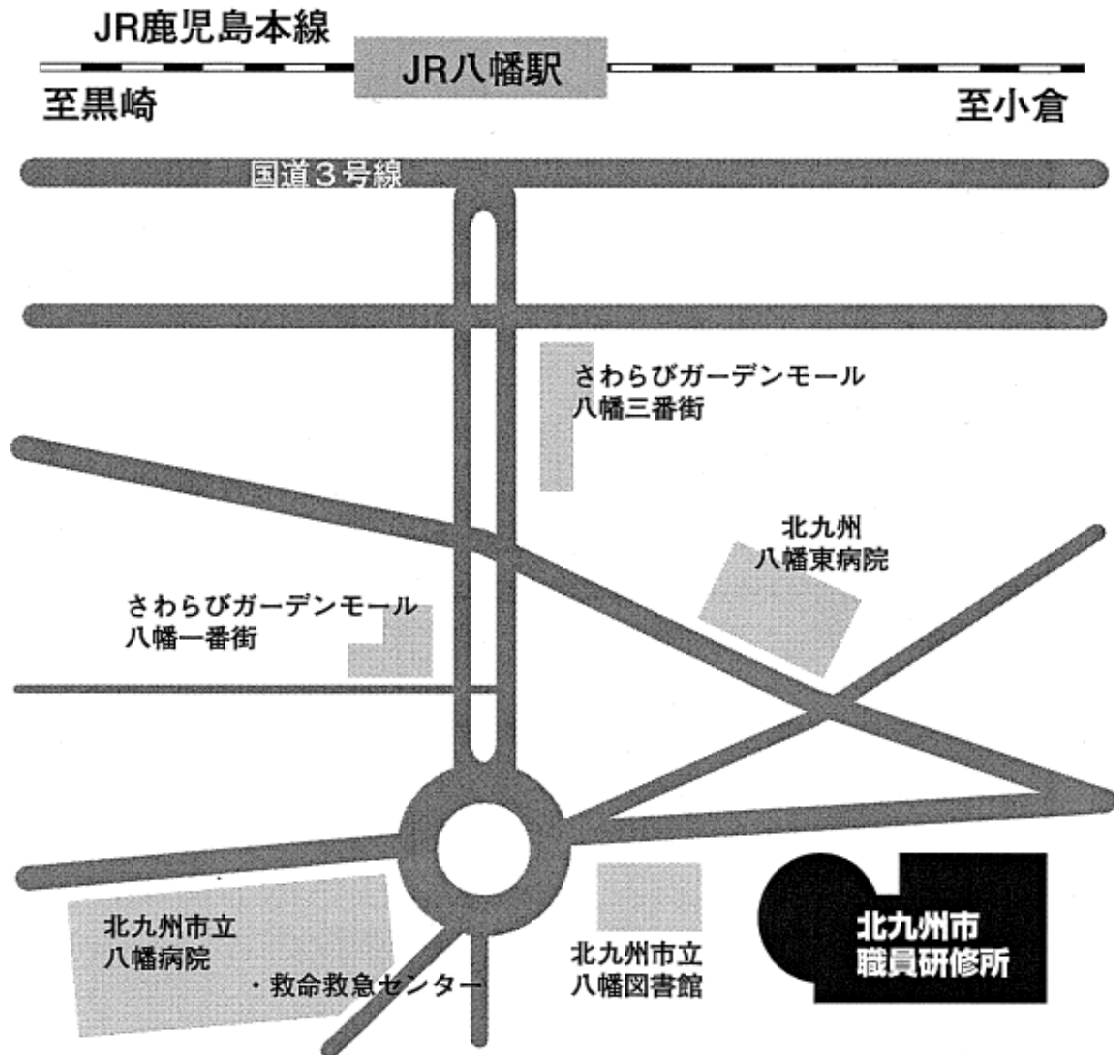 JR鹿児島本線
JR八幡駅
至黒崎
至小倉
国道3号線
さわらびガーデンモール
八幡三番街
北九州
八幡東病院
さわらびガーデンモール
八幡一番街
北九州市立
八幡病院
・救命救急センター
北九州市立
八幡図書館
北九州市
職員研修所